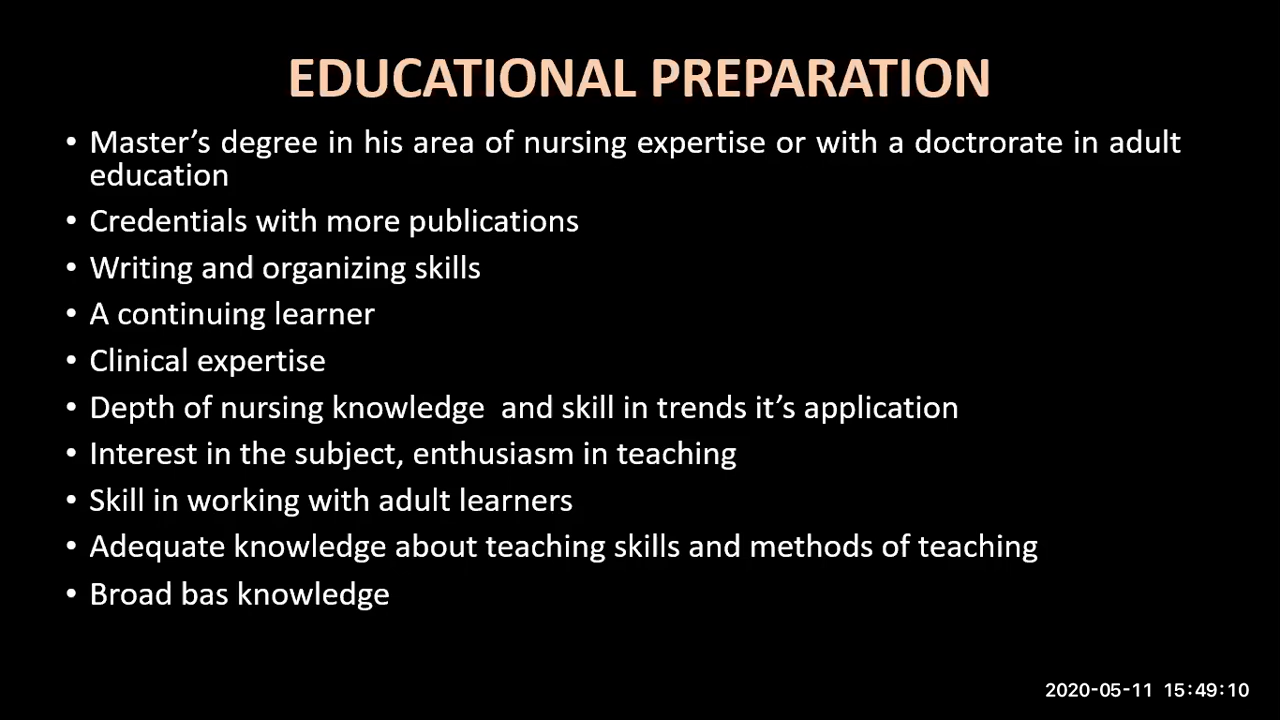 EDUCATIONAL PREPARATION
• Master’s degree in his area of nursing expertise or with a doctrorate in adult
education
• Credentials with more publications
• Writing and organizing skills
• A continuing learner
• Clinical expertise
• Depth of nursing knowledge  and skill in trends it’s application
• Interest in the subject, enthusiasm in teaching
• Skill in working with adult learners
• Adequate knowledge about teaching skills and methods of teaching
• Broad bas knowledge
2020-05-11 15:49:10